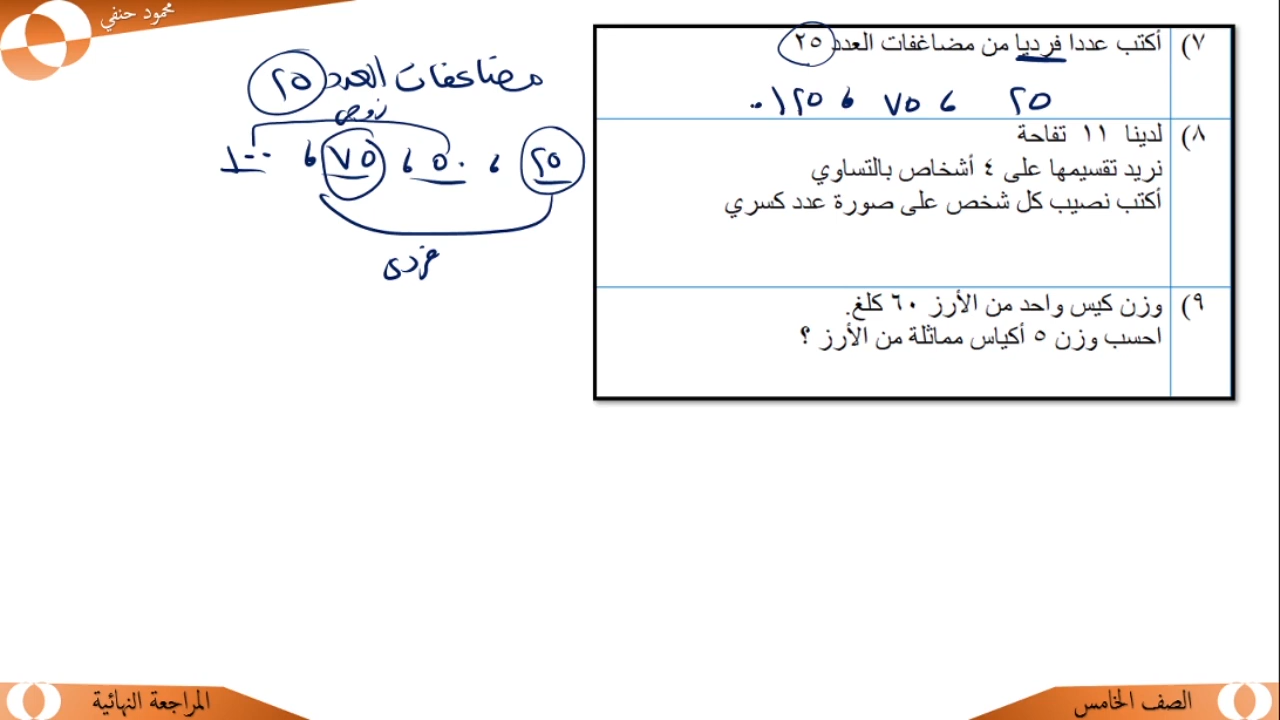 محمود حنفي
٧) أكتب عددا فرديا من مضاغفات العدد ٢٥
٢٥ ، ٧٥ ، ١٢٥ ..
٨) لدينا ١١ تفاحة
نريد تقسيمها على ٤ أشخاص بالتساوي
أكتب نصيب كل شخص على صورة عدد كسري
٩) وزن كيس واحد من الأرز ٦٠ كلغ.
احسب وزن ٥ أكياس مماثلة من الأرز ؟
مضاعفات العدد ٢٥
زوجي
٢٥ ، ٥٠ ، ٧٥ ، ١٠٠
فردي
الصف الخامس
المراجعة النهائية